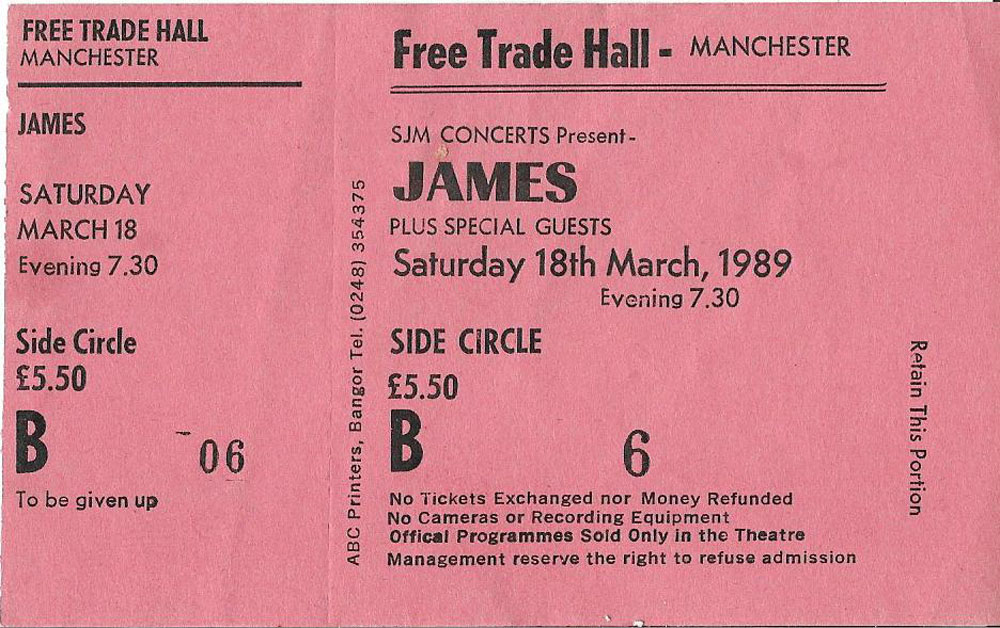 FREE TRADE HALL
MANCHESTER
JAMES
SATURDAY
MARCH 18
Evening 7.30
Side Circle
£5.50
B 06
To be given up
ABC Printers, Bangor Tel. (0248) 354375
Free Trade Hall - MANCHESTER
SJM CONCERTS Present-
JAMES
PLUS SPECIAL GUESTS
Saturday 18th March, 1989
Evening 7.30
SIDE CIRCLE
£5.50
B 6
No Tickets Exchanged nor Money Refunded
No Cameras or Recording Equipment
Offical Programmes Sold Only in the Theatre
Management reserve the right to refuse admission
Retain This Portion